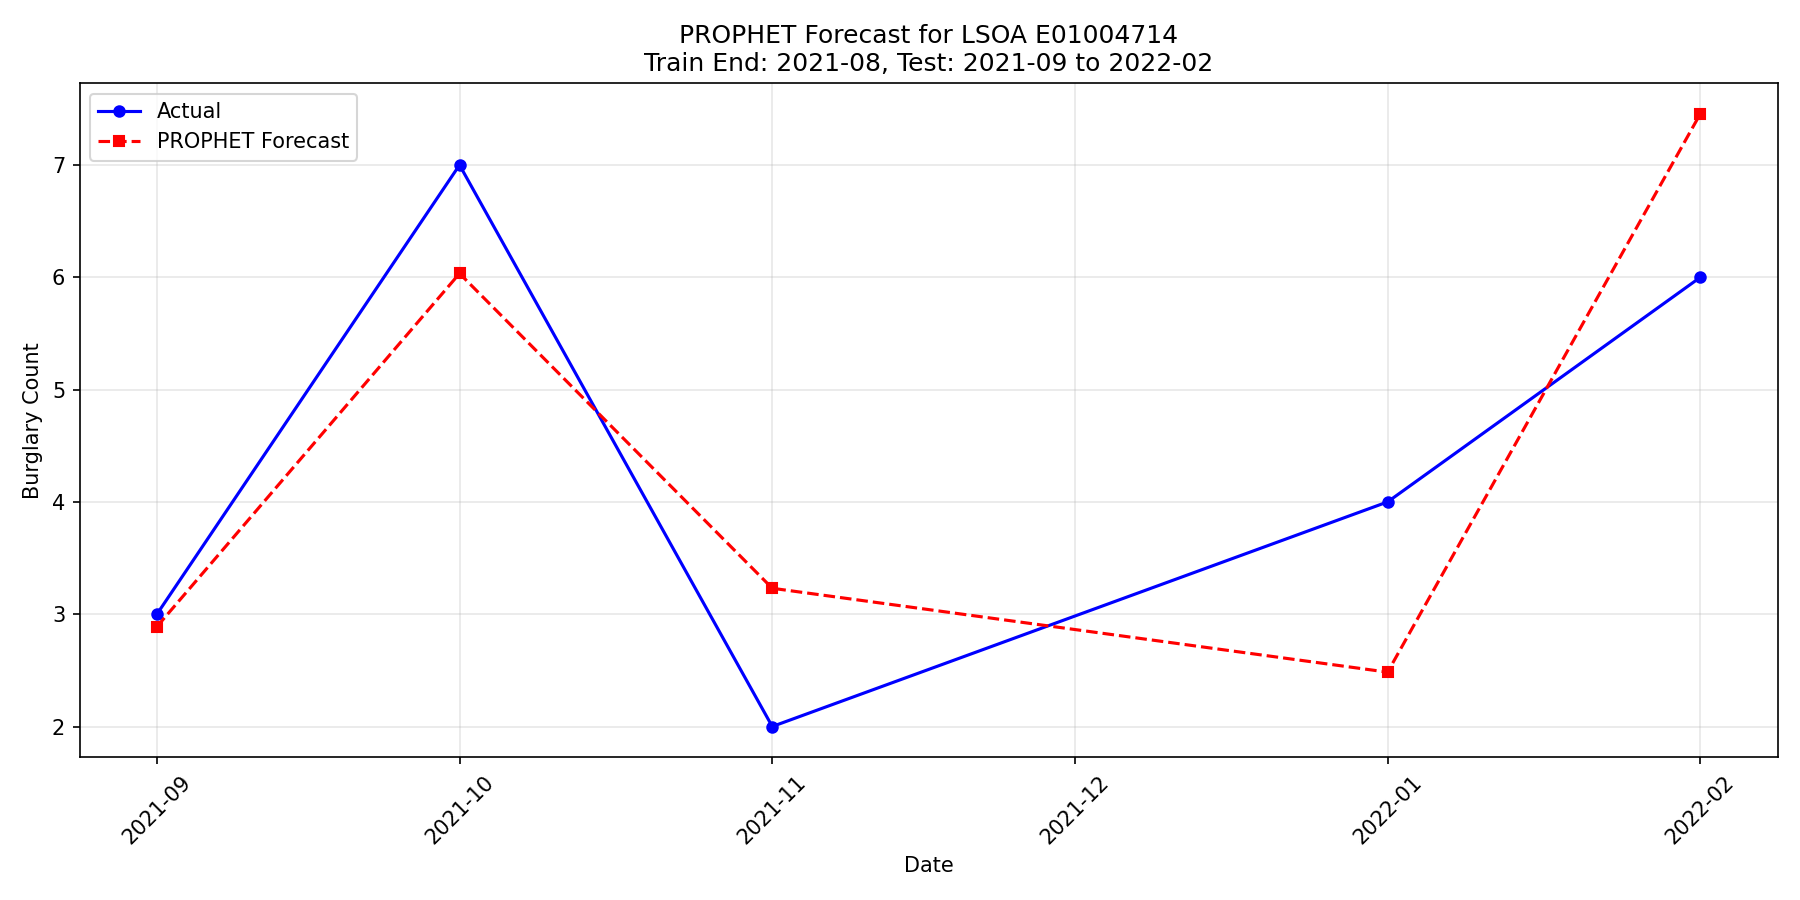 PROPHET Forecast for LSOA E01004714
Train End: 2021-08, Test: 2021-09 to 2022-02
Actual
PROPHET Forecast
Burglary Count
7
6
5
4
3
2
2021-09
2021-10
2021-11
2021-12
2022-01
2022-02
Date